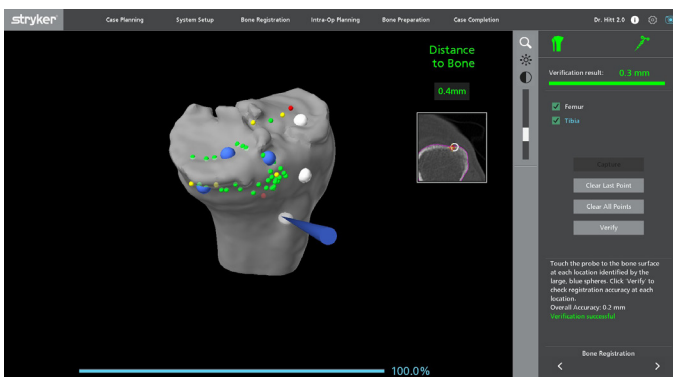 stryker
Case Planning
System Setup
Bone Registration
Intra-Op Planning
Bone Preparation
Case Completion
Dr. Hitt 2.0
Distance
to Bone
0.4mm
Verification result: 0.3 mm
Femur
Tibia
Capture
Clear Last Point
Clear All Points
Verify
Touch the probe to the bone surface
at each location identified by the
large, blue spheres. Click 'Verify' to
check registration accuracy at each
location.
Overall Accuracy: 0.2 mm
Verification successful
Bone Registration
100.0%